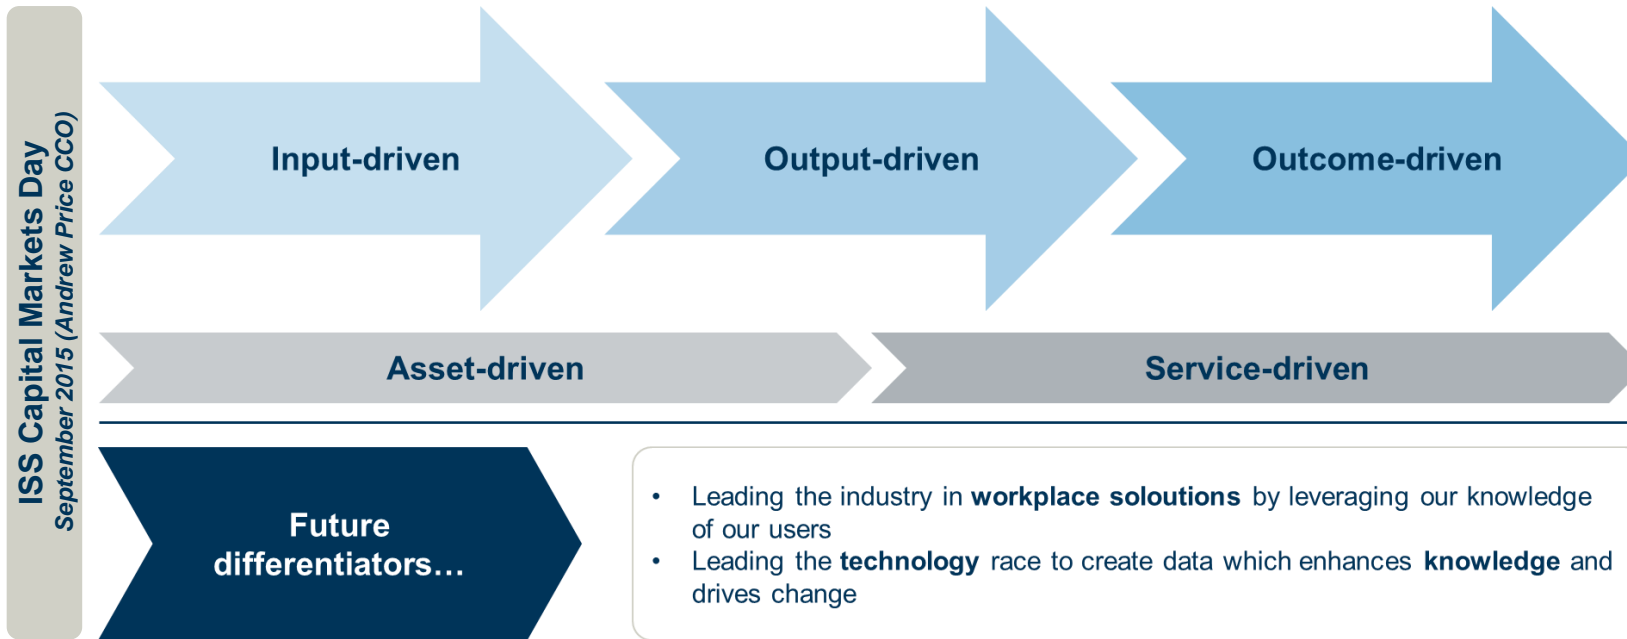 ISS Capital Markets Day
September 2015 (Andrew Price CCO)
Input-driven
Output-driven
Outcome-driven
Asset-driven
Service-driven
Future
differentiators…
• Leading the industry in workplace soloutions by leveraging our knowledge
of our users
• Leading the technology race to create data which enhances knowledge and
drives change